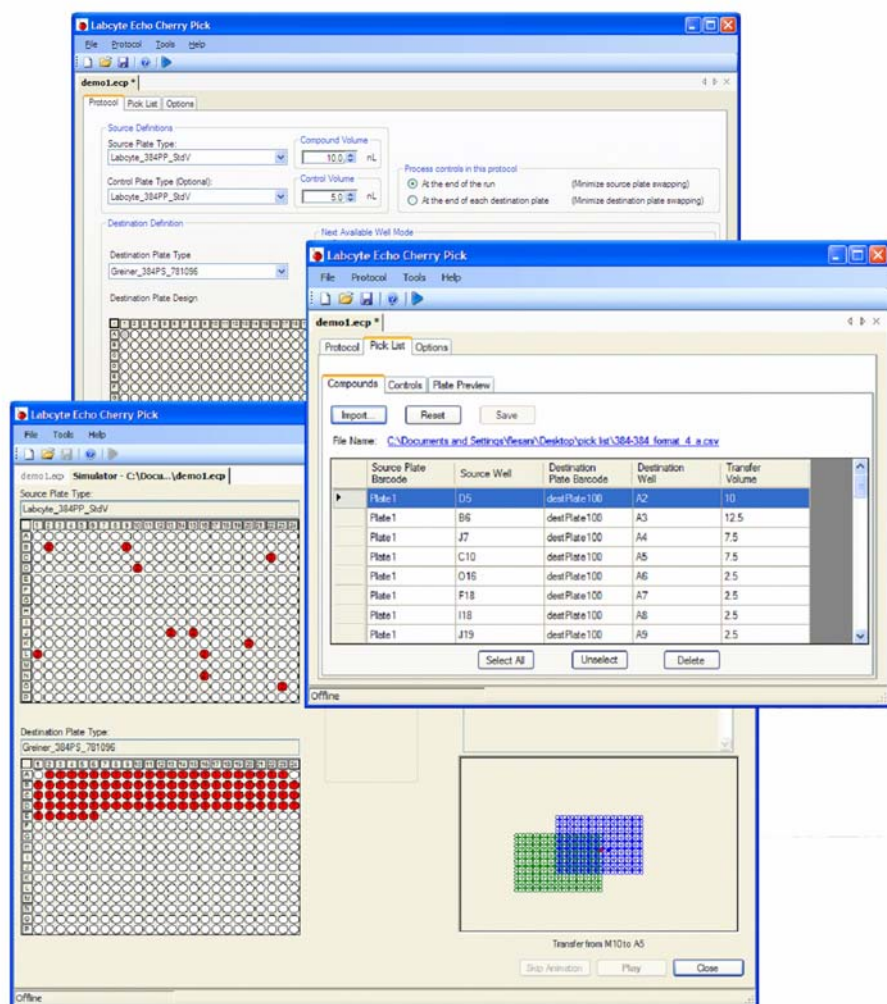 Labcyte Echo Cherry Pick
File Protocol Tools Help
demo1.ecp *
Protocol Pick List Options
Source Definitions
Source Plate Type:
Labcyte_384PP_StdV
Compound Volume
10.0 nL
Control Plate Type (Optional):
Labcyte_384PP_StdV
Control Volume
5.0 nL
Process controls in this protocol
At the end of the run (Minimize source plate swapping)
At the end of each destination plate (Minimize destination plate swapping)
Destination Definition
Next Available Well Mode
Destination Plate Type
Greiner_384PS_781096
Destination Plate Design
Labcyte Echo Cherry Pick
File Protocol Tools Help
demo1.ecp *
Protocol Pick List Options
Compounds Controls Plate Preview
Import... Reset Save
File Name: C:\Documents and Settings\flesani\Desktop\pick list\384-384_format_4_a.csv
Source Plate Barcode Source Well Destination Plate Barcode Destination Well Transfer Volume
Plate1 D5 destPlate100 A2 10
Plate1 B6 destPlate100 A3 12.5
Plate1 J7 destPlate100 A4 7.5
Plate1 C10 destPlate100 A5 7.5
Plate1 O16 destPlate100 A6 2.5
Plate1 F18 destPlate100 A7 2.5
Plate1 I18 destPlate100 A8 2.5
Plate1 J19 destPlate100 A9 2.5
Select All Unselect Delete
Offline
Labcyte Echo Cherry Pick
File Tools Help
demo1.ecp Simulator - C:\Docu...\demo1.ecp
Source Plate Type:
Labcyte_384PP_StdV
Destination Plate Type:
Greiner_384PS_781096
Transfer from M10 to A5
Skip Animation Play Close
Offline